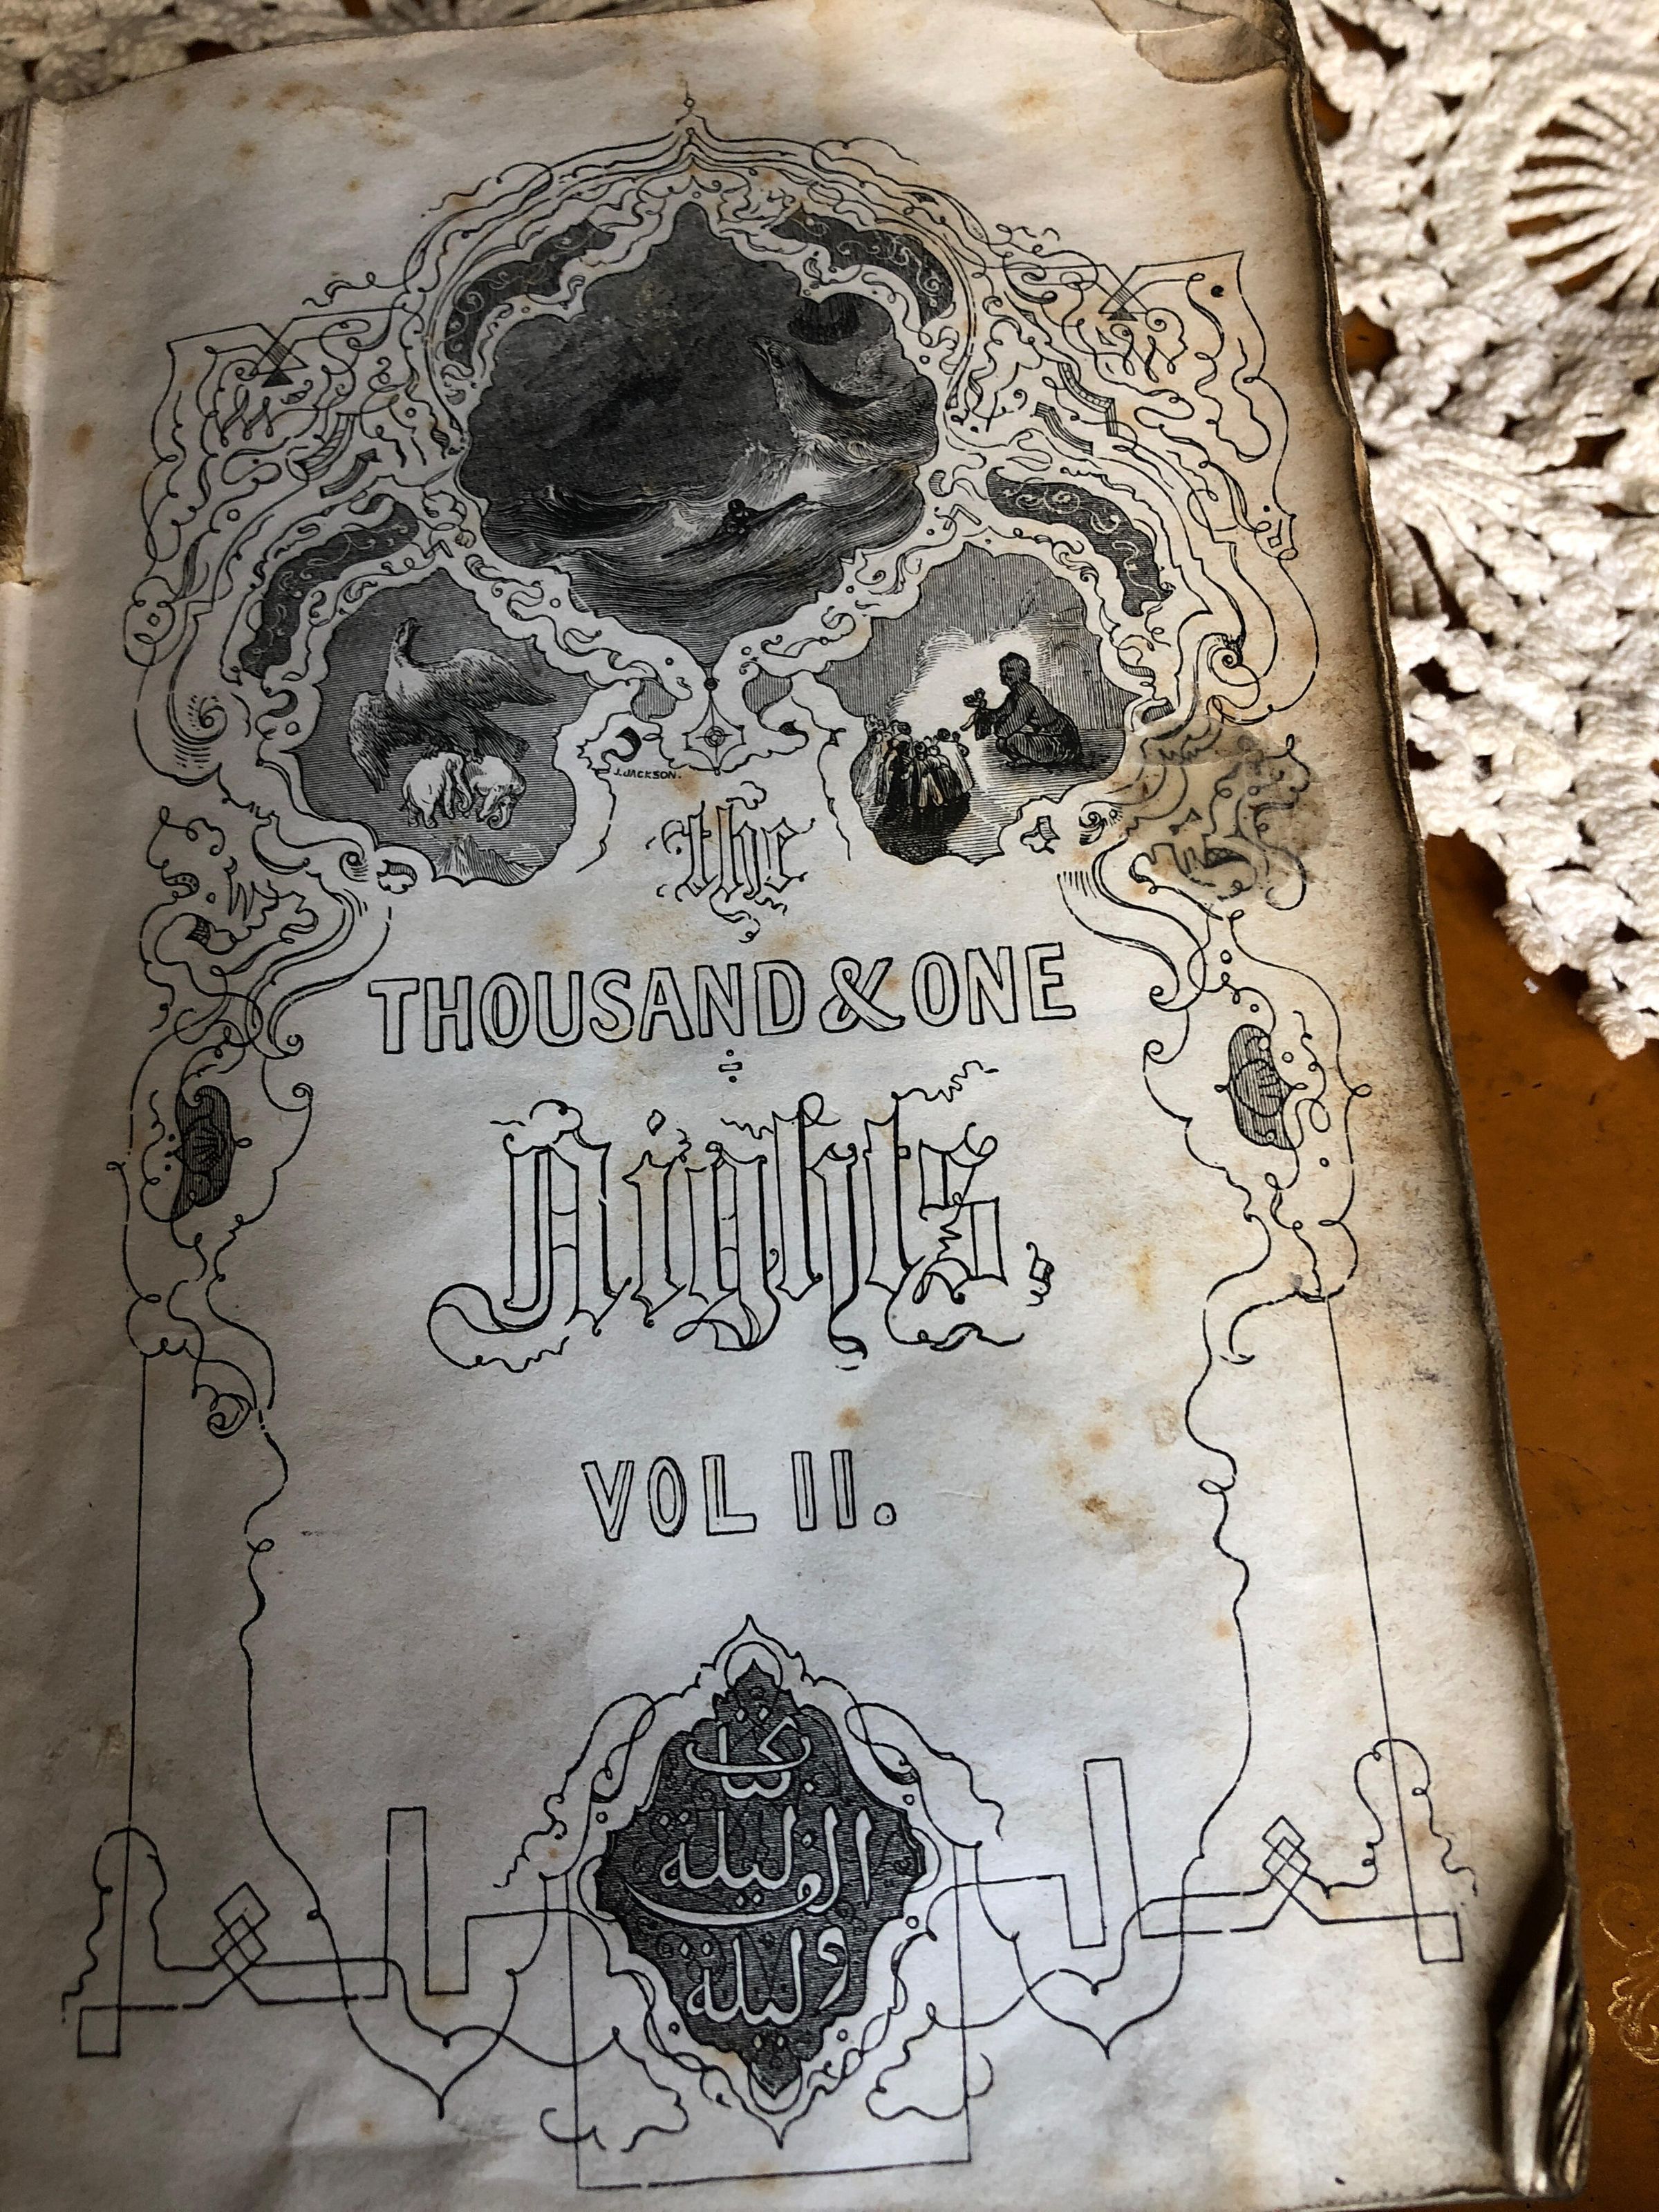 J. JACKSON.
the
THOUSAND & ONE
Nights,
VOL II.
كتاب
الف ليلة
وليلة